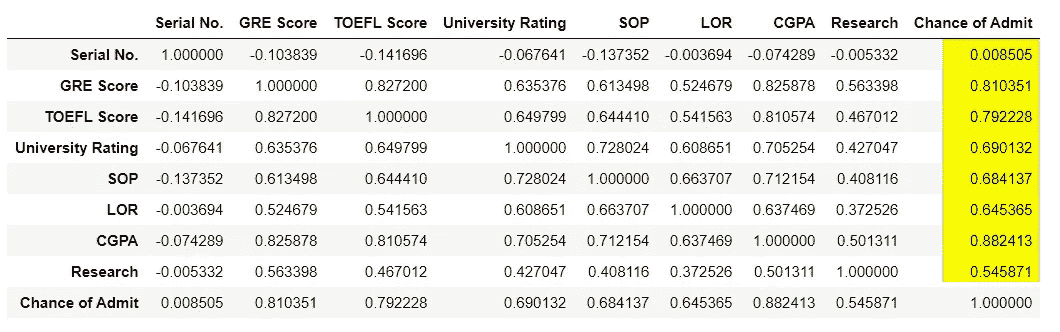 Serial No. GRE Score TOEFL Score University Rating SOP LOR CGPA Research Chance of Admit
Serial No. 1.000000 -0.103839 -0.141696 -0.067641 -0.137352 -0.003694 -0.074289 -0.005332 0.008505
GRE Score -0.103839 1.000000 0.827200 0.635376 0.613498 0.524679 0.825878 0.563398 0.810351
TOEFL Score -0.141696 0.827200 1.000000 0.649799 0.644410 0.541563 0.810574 0.467012 0.792228
University Rating -0.067641 0.635376 0.649799 1.000000 0.728024 0.608651 0.705254 0.427047 0.690132
SOP -0.137352 0.613498 0.644410 0.728024 1.000000 0.663707 0.712154 0.408116 0.684137
LOR -0.003694 0.524679 0.541563 0.608651 0.663707 1.000000 0.637469 0.372526 0.645365
CGPA -0.074289 0.825878 0.810574 0.705254 0.712154 0.637469 1.000000 0.501311 0.882413
Research -0.005332 0.563398 0.467012 0.427047 0.408116 0.372526 0.501311 1.000000 0.545871
Chance of Admit 0.008505 0.810351 0.792228 0.690132 0.684137 0.645365 0.882413 0.545871 1.000000